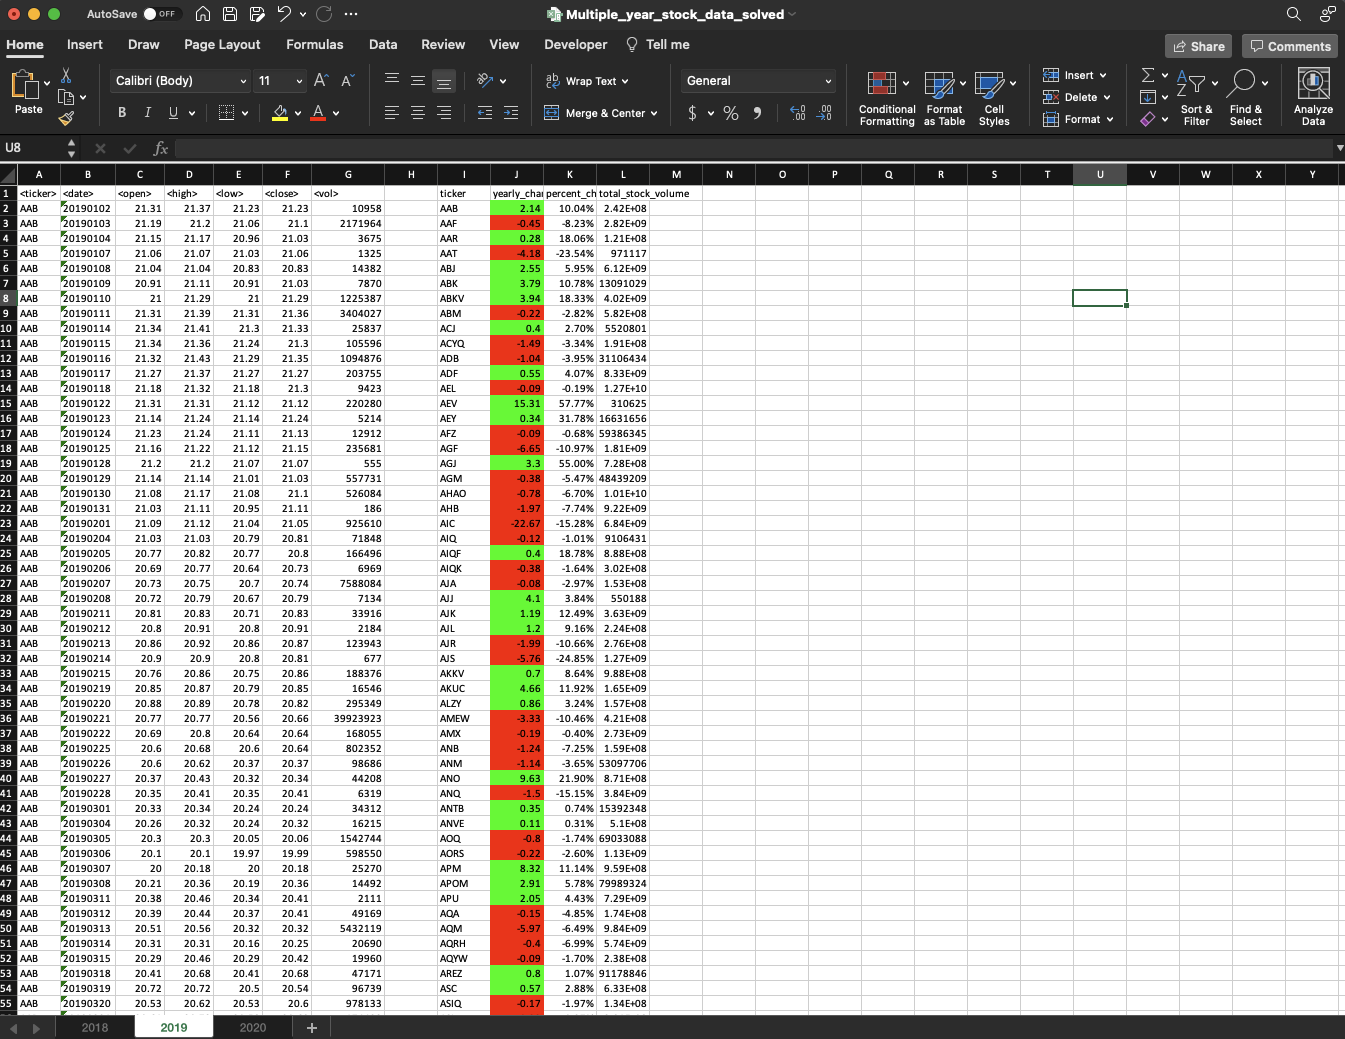 AutoSave OFF Multiple_year_stock_data_solved
Home Insert Draw Page Layout Formulas Data Review View Developer Tell me Share Comments
Paste Calibri (Body) 11 A A Wrap Text General Insert
B I U A Merge & Center $ % Delete
Conditional Formatting Format as Table Cell Styles Format Sort & Filter Find & Select Analyze Data
U8 fx
A B C D E F G H I J K L M N O P Q R S T U V W X Y
1 <ticker> <date> <open> <high> <low> <close> <vol> ticker yearly_chai percent_ch total_stock_volume
2 AAB 20190102 21.31 21.37 21.23 21.23 10958 AAB 2.14 10.04% 2.42E+08
3 AAB 20190103 21.19 21.2 21.06 21.1 2171964 AAF -0.45 -8.23% 2.82E+09
4 AAB 20190104 21.15 21.17 20.96 21.03 3675 AAR 0.28 18.06% 1.21E+08
5 AAB 20190107 21.06 21.07 21.03 21.06 1325 AAT -4.18 -23.54% 971117
6 AAB 20190108 21.04 21.04 20.83 20.83 14382 ABJ 2.55 5.95% 6.12E+09
7 AAB 20190109 20.91 21.11 20.91 21.03 7870 ABK 3.79 10.78% 13091029
8 AAB 20190110 21 21.29 21 21.29 1225387 ABKV 3.94 18.33% 4.02E+09
9 AAB 20190111 21.31 21.39 21.31 21.36 3404027 ABM -0.22 -2.82% 5.82E+08
10 AAB 20190114 21.34 21.41 21.3 21.33 25837 ACJ 0.4 2.70% 5520801
11 AAB 20190115 21.34 21.36 21.24 21.3 105596 ACYQ -1.49 -3.34% 1.91E+08
12 AAB 20190116 21.32 21.43 21.29 21.35 1094876 ADB -1.04 -3.95% 31106434
13 AAB 20190117 21.27 21.37 21.27 21.27 203755 ADF 0.55 4.07% 8.33E+09
14 AAB 20190118 21.18 21.32 21.18 21.3 9423 AEL -0.09 -0.19% 1.27E+10
15 AAB 20190122 21.31 21.31 21.12 21.12 220280 AEV 15.31 57.77% 310625
16 AAB 20190123 21.14 21.24 21.14 21.24 5214 AEY 0.34 31.78% 16631656
17 AAB 20190124 21.23 21.24 21.11 21.13 12912 AFZ -0.09 -0.68% 59386345
18 AAB 20190125 21.16 21.22 21.12 21.15 235681 AGF -6.65 -10.97% 1.81E+09
19 AAB 20190128 21.2 21.2 21.07 21.07 555 AGJ 3.3 55.00% 7.28E+08
20 AAB 20190129 21.14 21.14 21.01 21.03 557731 AGM -0.38 -5.47% 48439209
21 AAB 20190130 21.08 21.17 21.08 21.1 526084 AHAO -0.78 -6.70% 1.01E+10
22 AAB 20190131 21.03 21.11 20.95 21.11 186 AHB -1.97 -7.74% 9.22E+09
23 AAB 20190201 21.09 21.12 21.04 21.05 925610 AIC -22.67 -15.28% 6.84E+09
24 AAB 20190204 21.03 21.03 20.79 20.81 71848 AIQ -0.12 -1.01% 9106431
25 AAB 20190205 20.77 20.82 20.77 20.8 166496 AIQF 0.4 18.78% 8.88E+08
26 AAB 20190206 20.69 20.77 20.64 20.73 6969 AIQK -0.38 -1.64% 3.02E+08
27 AAB 20190207 20.73 20.75 20.7 20.74 7588084 AJA -0.08 -2.97% 1.53E+08
28 AAB 20190208 20.72 20.79 20.67 20.79 7134 AJJ 4.1 3.84% 550188
29 AAB 20190211 20.81 20.83 20.71 20.83 33916 AJK 1.19 12.49% 3.63E+09
30 AAB 20190212 20.8 20.91 20.8 20.91 2184 AJL 1.2 9.16% 2.24E+08
31 AAB 20190213 20.86 20.92 20.86 20.87 123943 AJR -1.99 -10.66% 2.76E+08
32 AAB 20190214 20.9 20.9 20.8 20.81 677 AJS -5.76 -24.85% 1.27E+09
33 AAB 20190215 20.76 20.86 20.75 20.86 188376 AKKV 0.7 8.64% 9.88E+08
34 AAB 20190219 20.85 20.87 20.79 20.85 16546 AKUC 4.66 11.92% 1.65E+09
35 AAB 20190220 20.88 20.89 20.78 20.82 295349 ALZY 0.86 3.24% 1.57E+08
36 AAB 20190221 20.77 20.77 20.56 20.66 39923923 AMEW -3.33 -10.46% 4.21E+08
37 AAB 20190222 20.69 20.8 20.64 20.64 168055 AMX -0.19 -0.40% 2.73E+09
38 AAB 20190225 20.6 20.68 20.6 20.64 802352 ANB -1.24 -7.25% 1.59E+08
39 AAB 20190226 20.6 20.62 20.37 20.37 98686 ANM -1.14 -3.65% 53097706
40 AAB 20190227 20.37 20.43 20.32 20.34 44208 ANO 9.63 21.90% 8.71E+08
41 AAB 20190228 20.35 20.41 20.35 20.41 6319 ANQ -1.5 -15.15% 3.84E+09
42 AAB 20190301 20.33 20.34 20.24 20.24 34312 ANTB 0.35 0.74% 15392348
43 AAB 20190304 20.26 20.32 20.24 20.32 16215 ANVE 0.11 0.31% 5.1E+08
44 AAB 20190305 20.3 20.3 20.05 20.06 1542744 AOQ -0.8 -1.74% 69033088
45 AAB 20190306 20.1 20.1 19.97 19.99 598550 AORS -0.22 -2.60% 1.13E+09
46 AAB 20190307 20 20.18 20 20.18 25270 APM 8.32 11.14% 9.59E+08
47 AAB 20190308 20.21 20.36 20.19 20.36 14492 APOM 2.91 5.78% 79989324
48 AAB 20190311 20.38 20.46 20.34 20.41 2111 APU 2.05 4.43% 7.29E+09
49 AAB 20190312 20.39 20.44 20.37 20.41 49169 AQA -0.15 -4.85% 1.74E+08
50 AAB 20190313 20.51 20.56 20.32 20.32 5432119 AQM -5.97 -6.49% 9.84E+09
51 AAB 20190314 20.31 20.31 20.16 20.25 20690 AQRH -0.4 -6.99% 5.74E+09
52 AAB 20190315 20.29 20.46 20.29 20.42 19960 AQYW -0.09 -1.70% 2.38E+08
53 AAB 20190318 20.41 20.68 20.41 20.68 47171 AREZ 0.8 1.07% 91178846
54 AAB 20190319 20.72 20.72 20.5 20.54 96739 ASC 0.57 2.88% 6.33E+08
55 AAB 20190320 20.53 20.62 20.53 20.6 978133 ASIQ -0.17 -1.97% 1.34E+08
2018 2019 2020 +